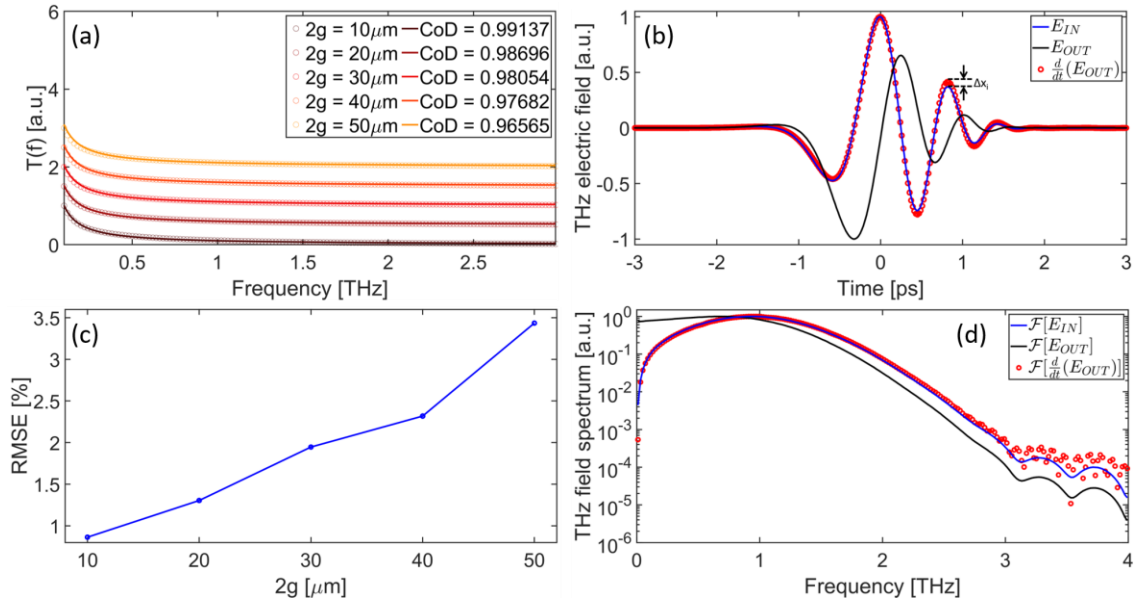 (a)
2g = 10μm CoD = 0.99137
2g = 20μm CoD = 0.98696
2g = 30μm CoD = 0.98054
2g = 40μm CoD = 0.97682
2g = 50μm CoD = 0.96565
T(f) [a.u.]
6
4
2
0
0.5 1 1.5 2 2.5
Frequency [THz]
(b)
E_IN
E_OUT
d/dt(E_OUT)
Δx_i
THz electric field [a.u.]
1
0.5
0
-0.5
-1
-3 -2 -1 0 1 2 3
Time [ps]
(c)
RMSE [%]
3.5
3
2.5
2
1.5
1
10 20 30 40 50
2g [μm]
(d)
F[E_IN]
F[E_OUT]
F[d/dt(E_OUT)]
THz field spectrum [a.u.]
10^0
10^-1
10^-2
10^-3
10^-4
10^-5
10^-6
0 1 2 3 4
Frequency [THz]